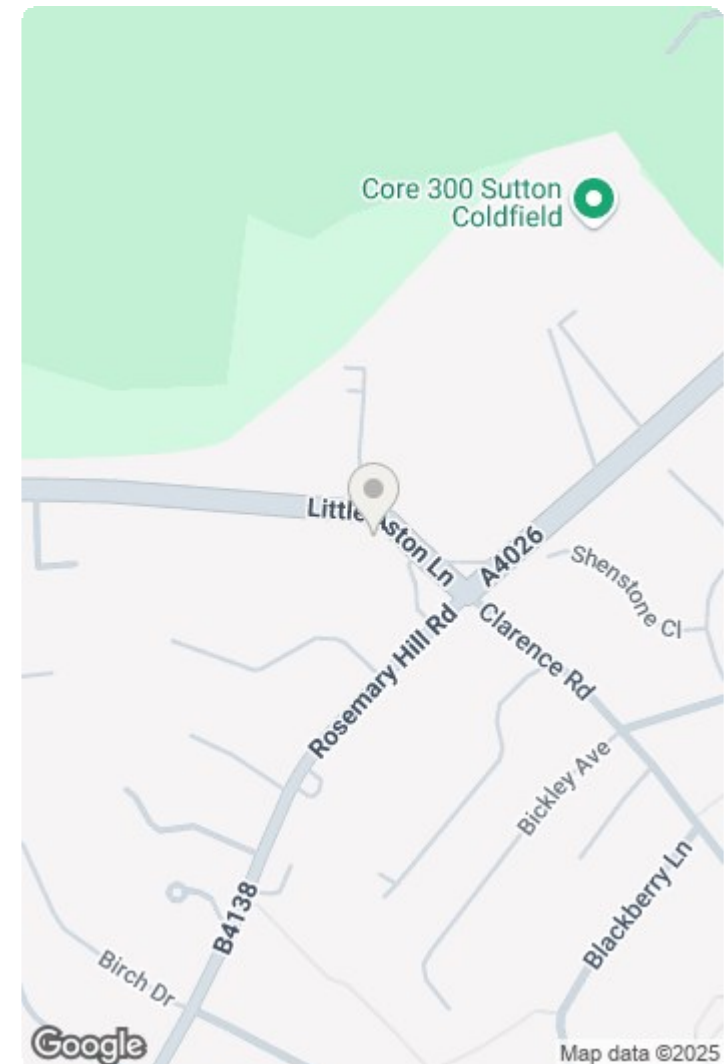 Core 300 Sutton
Coldfield
Little Aston Ln
A4026
Shenstone Cl
Rosemary Hill Rd
Clarence Rd
Bickley Ave
Blackberry Ln
B4138
Birch Dr
Google
Map data ©2025